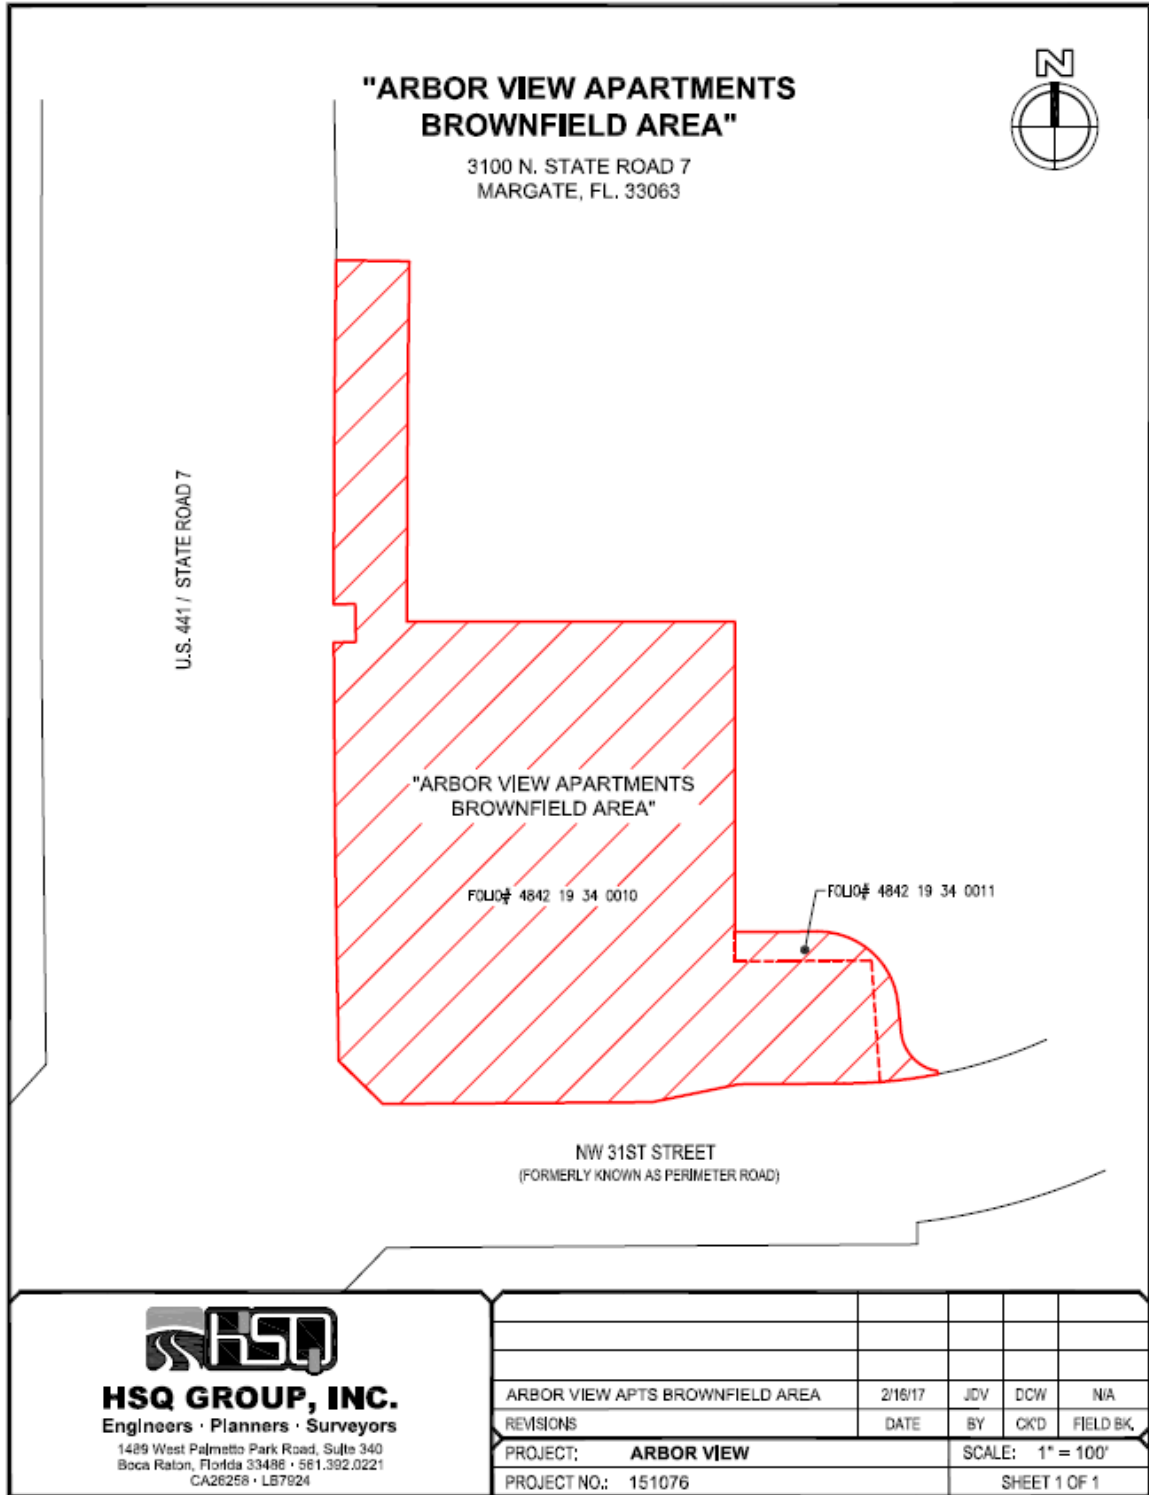 "ARBOR VIEW APARTMENTS
BROWNFIELD AREA"
3100 N. STATE ROAD 7
MARGATE, FL. 33063
N
U.S. 441 / STATE ROAD 7
"ARBOR VIEW APARTMENTS
BROWNFIELD AREA"
FOLIO# 4842 19 34 0010
FOLIO# 4842 19 34 0011
NW 31ST STREET
(FORMERLY KNOWN AS PERIMETER ROAD)
HSQ
HSQ GROUP, INC.
Engineers · Planners · Surveyors
1489 West Palmetto Park Road, Suite 340
Boca Raton, Florida 33486 · 561.392.0221
CA26258 · LB7924
ARBOR VIEW APTS BROWNFIELD AREA 2/16/17 JDV DCW N/A
REVISIONS DATE BY CK'D FIELD BK.
PROJECT: ARBOR VIEW SCALE: 1" = 100'
PROJECT NO.: 151076 SHEET 1 OF 1